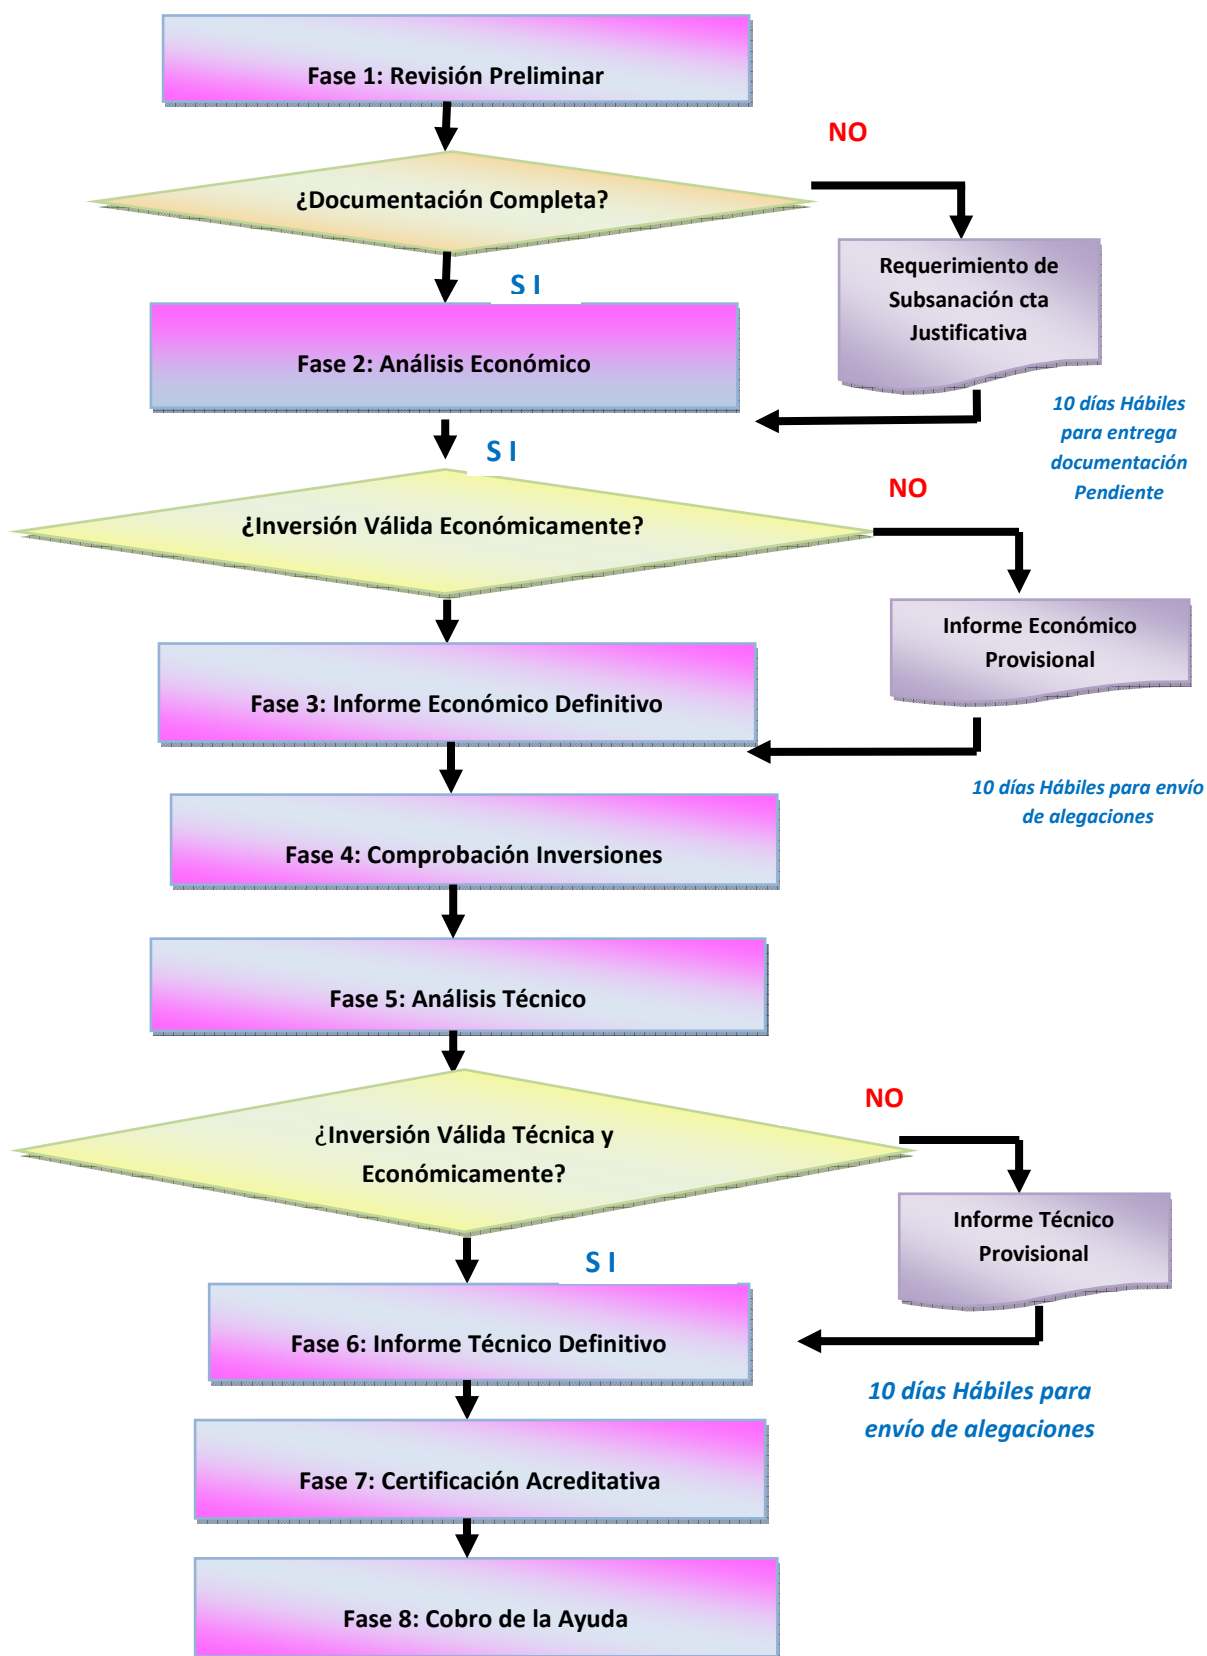 Fase 1: Revisión Preliminar
NO
¿Documentación Completa?
S I
Requerimiento de
Subsanación cta
Justificativa
Fase 2: Análisis Económico
10 días Hábiles
para entrega
documentación
Pendiente
S I
NO
¿Inversión Válida Económicamente?
Informe Económico
Provisional
Fase 3: Informe Económico Definitivo
10 días Hábiles para envío
de alegaciones
Fase 4: Comprobación Inversiones
Fase 5: Análisis Técnico
NO
¿Inversión Válida Técnica y
Económicamente?
Informe Técnico
Provisional
S I
Fase 6: Informe Técnico Definitivo
10 días Hábiles para
envío de alegaciones
Fase 7: Certificación Acreditativa
Fase 8: Cobro de la Ayuda